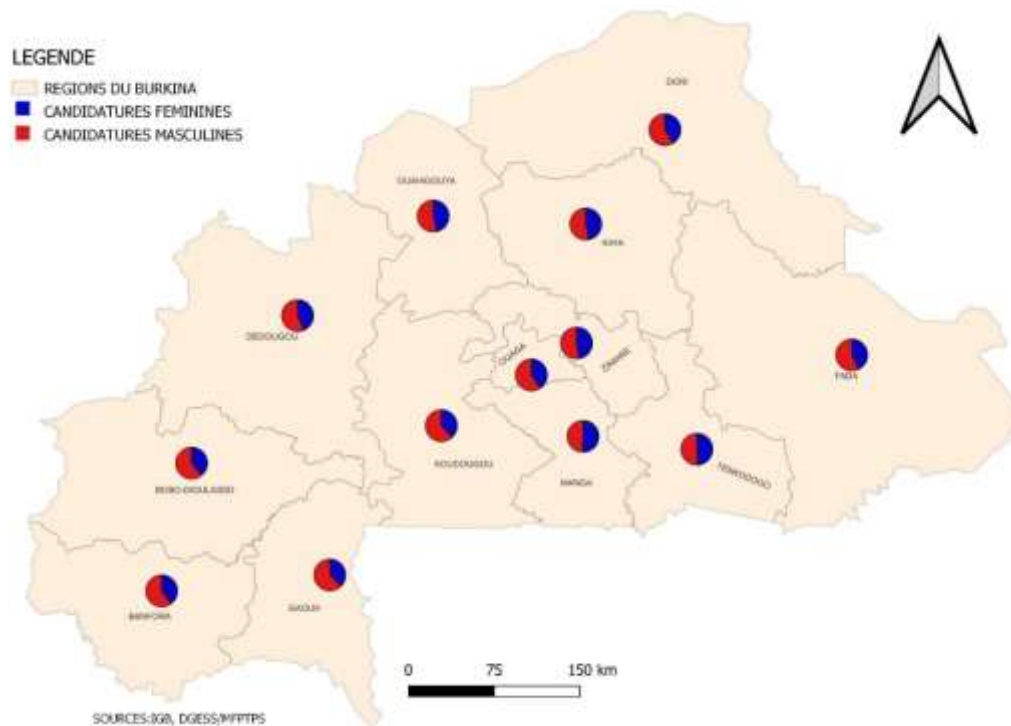 LEGENDE
REGIONS DU BURKINA
CANDIDATURES FEMININES
CANDIDATURES MASCULINES
DORI
OUAHIGOUYA
KAYA
DEDOUGOU
OUAGA
ZINIARE
FADA
BOBO-DIOULASSO
KOUDOUGOU
MANGA
TENKODOGO
BANFORA
GAOUA
0 75 150 km
SOURCES:IGB, DGESS/MFPTPS